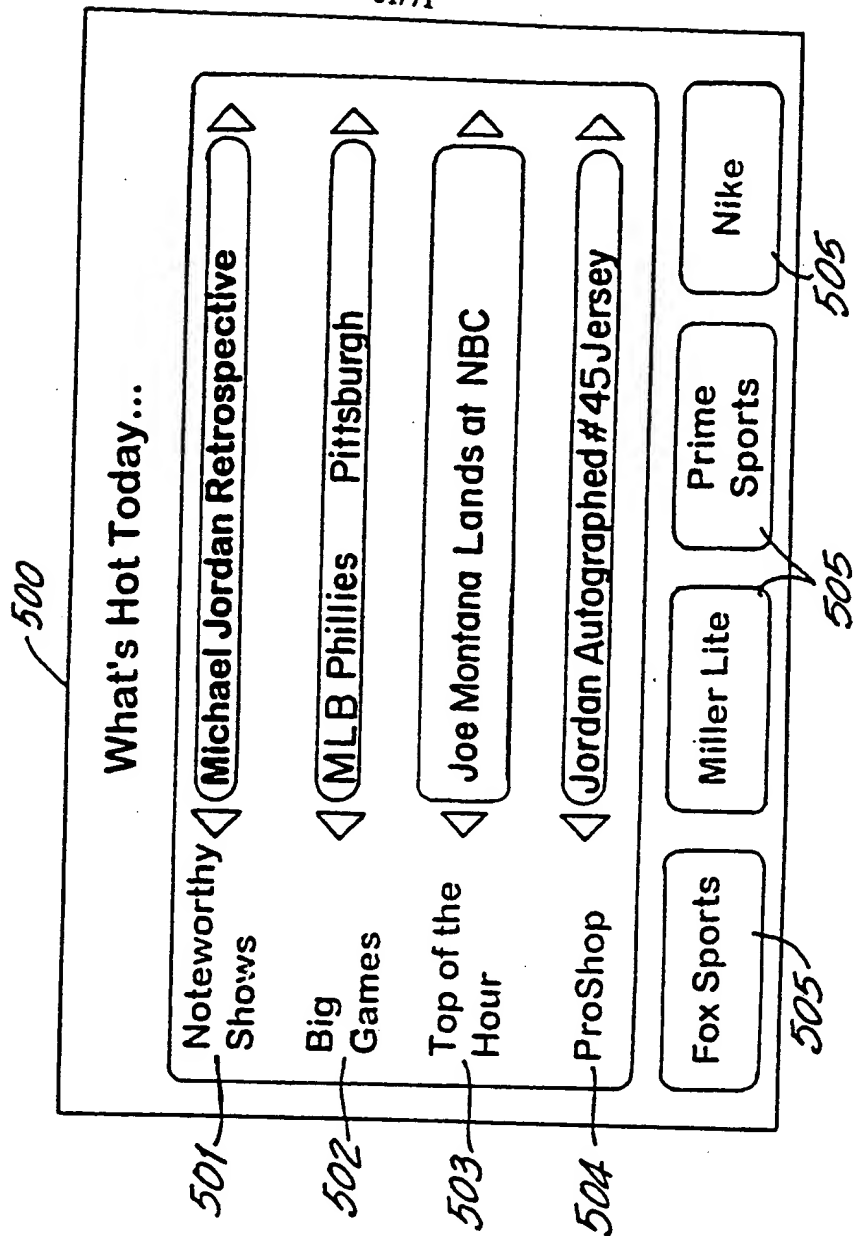 500
What's Hot Today...
501
Noteworthy
Shows
Michael Jordan Retrospective
502
Big
Games
MLB Phillies Pittsburgh
503
Top of the
Hour
Joe Montana Lands at NBC
504
ProShop
Jordan Autographed#45Jersey
Fox Sports
Miller Lite
Prime
Sports
Nike
505
505
505